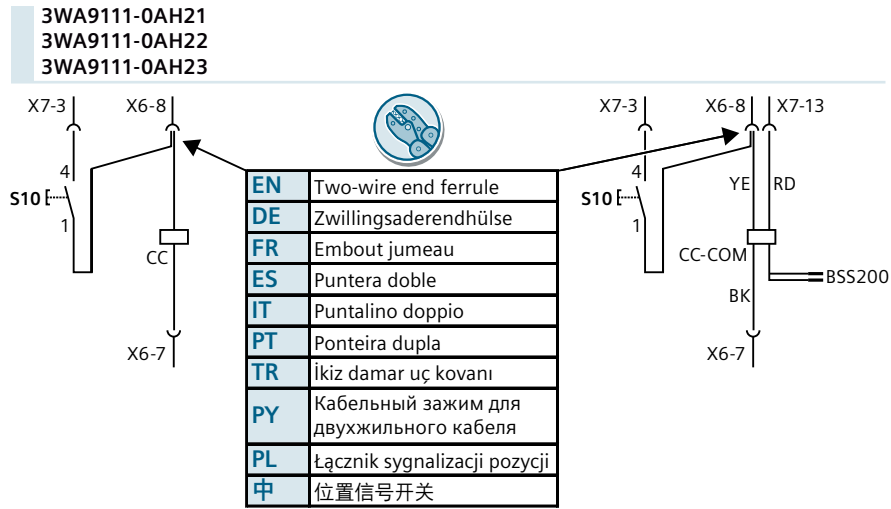 3WA9111-0AH21
3WA9111-0AH22
3WA9111-0AH23
X7-3
X6-8
4
S10
1
CC
X6-7
EN Two-wire end ferrule
DE Zwillingsaderendhülse
FR Embout jumeau
ES Puntera doble
IT Puntalino doppio
PT Ponteira dupla
TR İkiz damar uç kovanı
PY Кабельный зажим для
двухжильного кабеля
PL Łącznik sygnalizacji pozycji
中 位置信号开关
X7-3
X6-8
X7-13
4
S10
1
YE
RD
CC-COM
BSS200
BK
X6-7